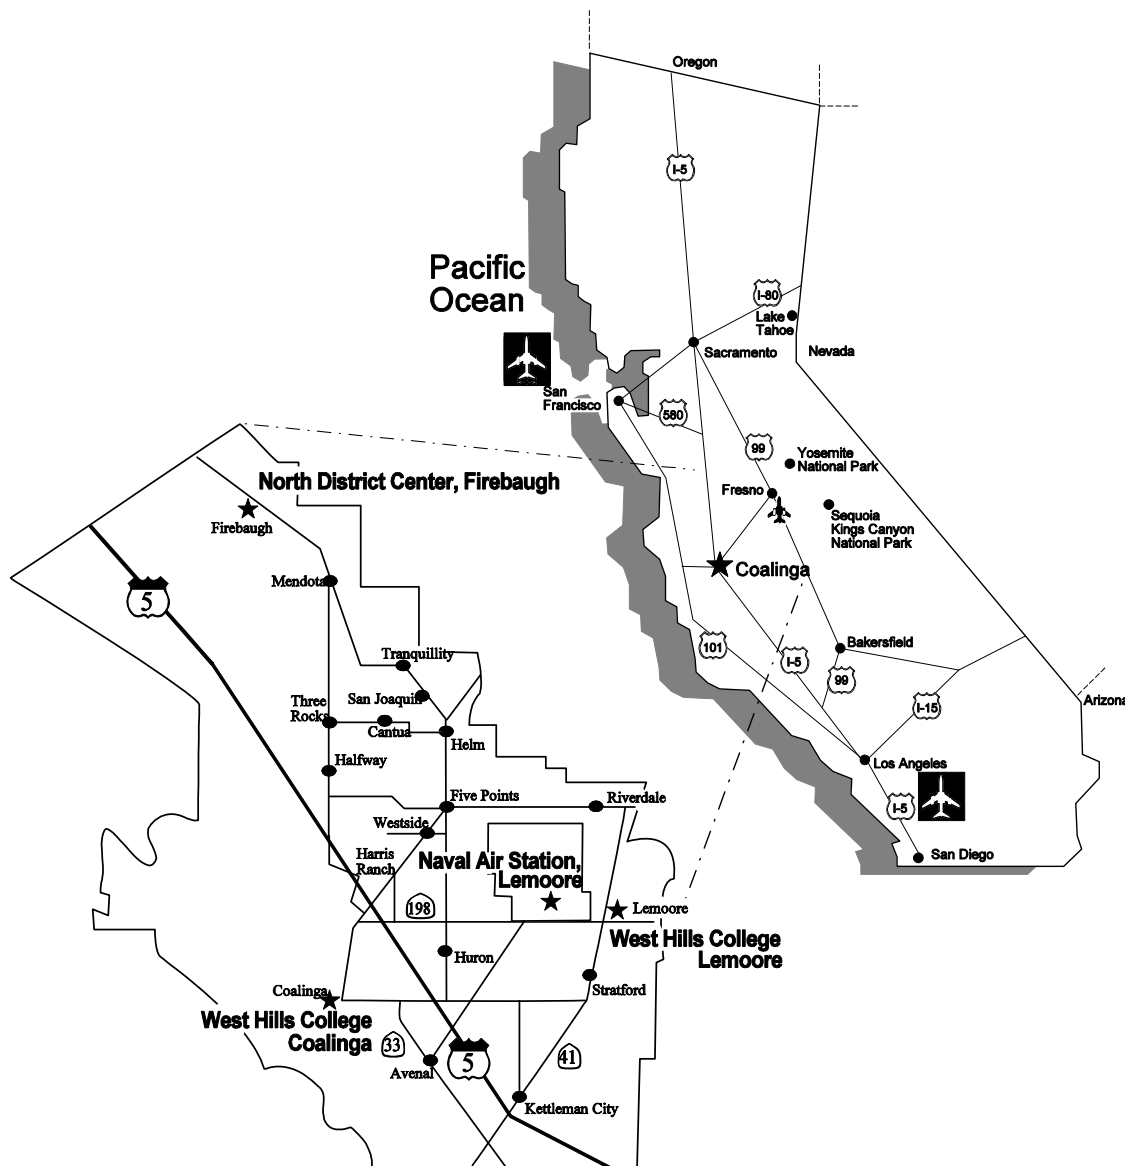 Oregon
I-5
Pacific
Ocean
I-80
Lake
Tahoe
Sacramento
Nevada
San
Francisco
580
99
Yosemite
National Park
Fresno
Sequoia
Kings Canyon
National Park
Coalinga
101
I-5
Bakersfield
99
I-15
Arizona
Los Angeles
I-5
San Diego
North District Center, Firebaugh
Firebaugh
Mendota
5
Tranquillity
San Joaquin
Three
Rocks
Cantua
Helm
Halfway
Five Points
Riverdale
Westside
Harris
Ranch
Naval Air Station,
Lemoore
198
Lemoore
West Hills College
Lemoore
Huron
Stratford
Coalinga
West Hills College
Coalinga
33
5
41
Avenal
Kettleman City